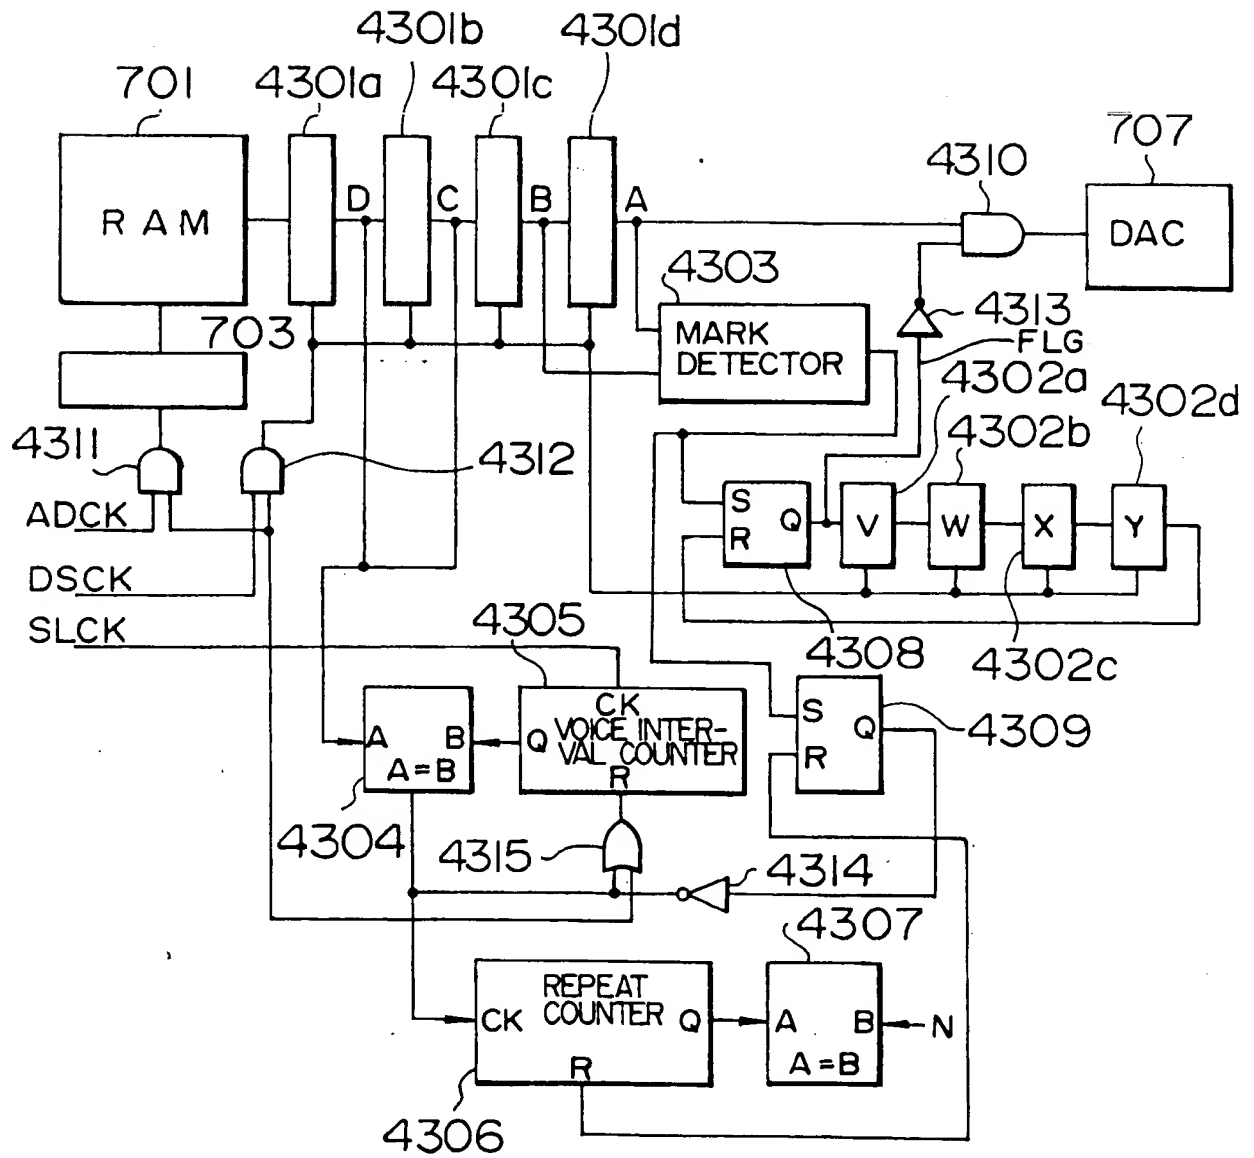 4301b
4301d
701
4301a
4301c
707
4310
RAM
D
C
B
A
DAC
4303
703
MARK
DETECTOR
4313
FLG
4302a
4302d
4302b
4311
4312
ADCK
S
R
Q
V
W
X
Y
DSCK
SLCK
4305
4308
4302c
CK
VOICE INTER-
VAL COUNTER
Q
R
A
B
A=B
S
Q
R
4309
4304
4315
4314
4307
REPEAT
COUNTER
CK
Q
R
A
B
N
A=B
4306